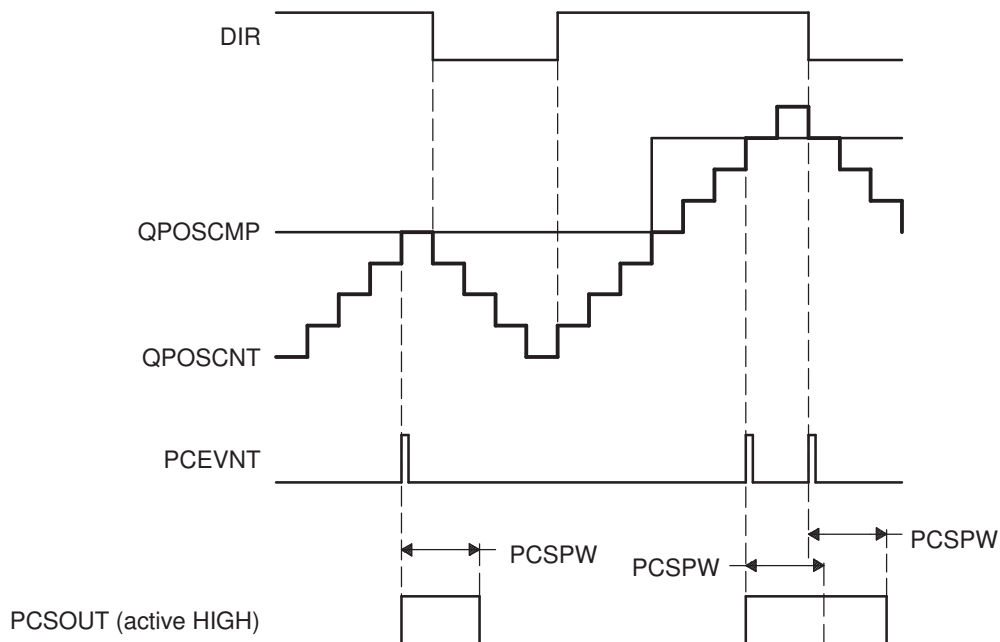 DIR
QPOSCMP
QPOSCNT
PCEVNT
PCSPW
PCSPW
PCSPW
PCSOUT (active HIGH)